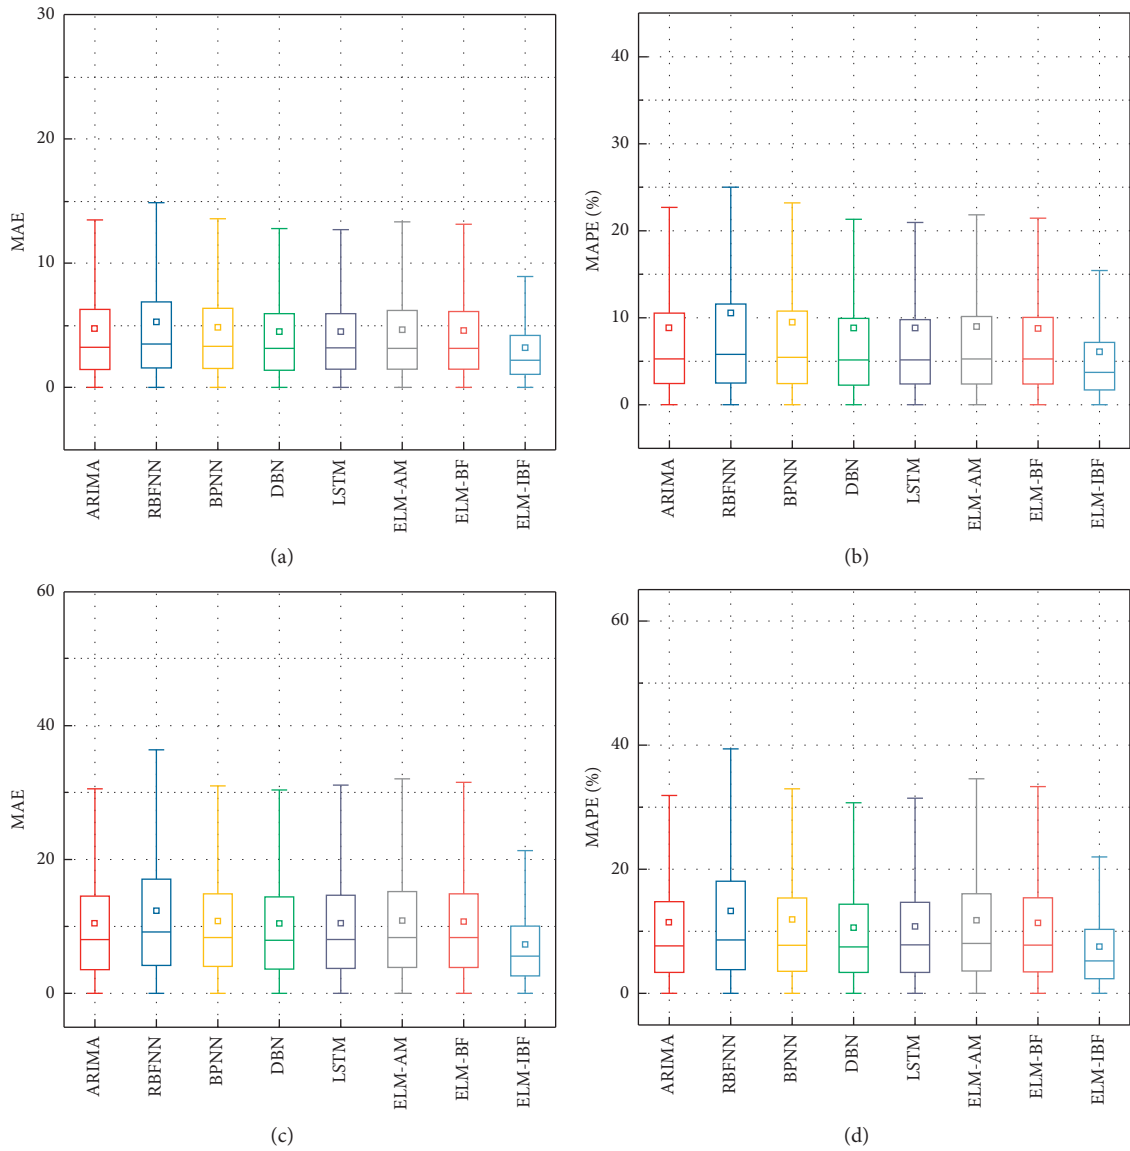 30
20
10
0
MAE
ARIMA
RBFNN
BPNN
DBN
LSTM
ELM-AM
ELM-BF
ELM-IBF
(a)
40
30
20
10
0
MAPE (%)
ARIMA
RBFNN
BPNN
DBN
LSTM
ELM-AM
ELM-BF
ELM-IBF
(b)
60
40
20
0
MAE
ARIMA
RBFNN
BPNN
DBN
LSTM
ELM-AM
ELM-BF
ELM-IBF
(c)
60
40
20
0
MAPE (%)
ARIMA
RBFNN
BPNN
DBN
LSTM
ELM-AM
ELM-BF
ELM-IBF
(d)